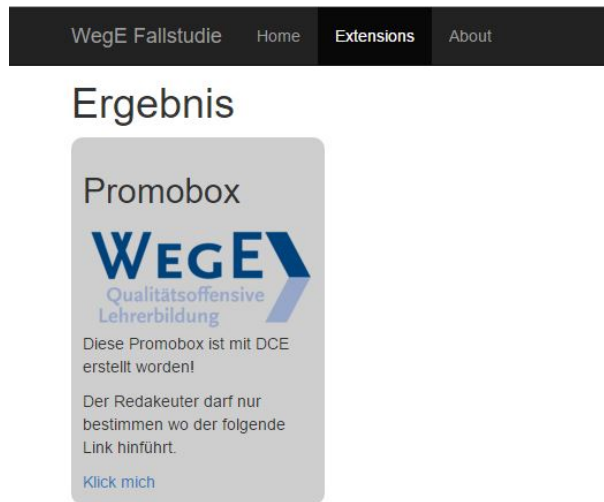 WegE Fallstudie Home Extensions About
Ergebnis
Promobox
WEGE
Qualitätsoffensive
Lehrerbildung
Diese Promobox ist mit DCE
erstellt worden!
Der Redakeuter darf nur
bestimmen wo der folgende
Link hinführt.
Klick mich